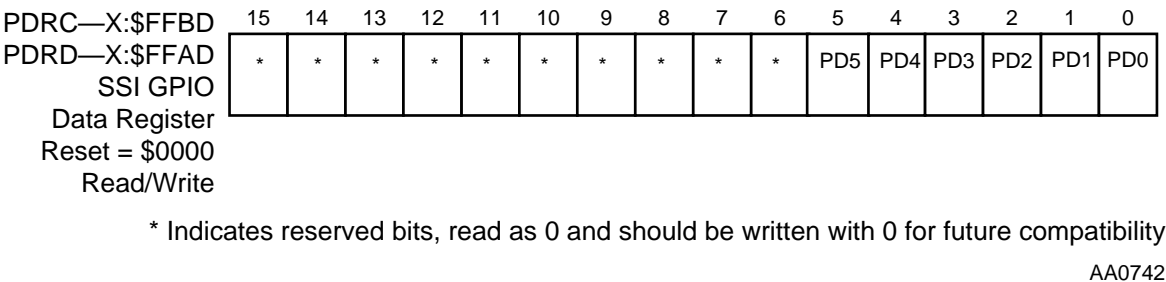 PDRC—X:$FFBD 15 14 13 12 11 10 9 8 7 6 5 4 3 2 1 0
PDRD—X:$FFAD * * * * * * * * * * PD5 PD4 PD3 PD2 PD1 PD0
SSI GPIO
Data Register
Reset = $0000
Read/Write
* Indicates reserved bits, read as 0 and should be written with 0 for future compatibility
AA0742